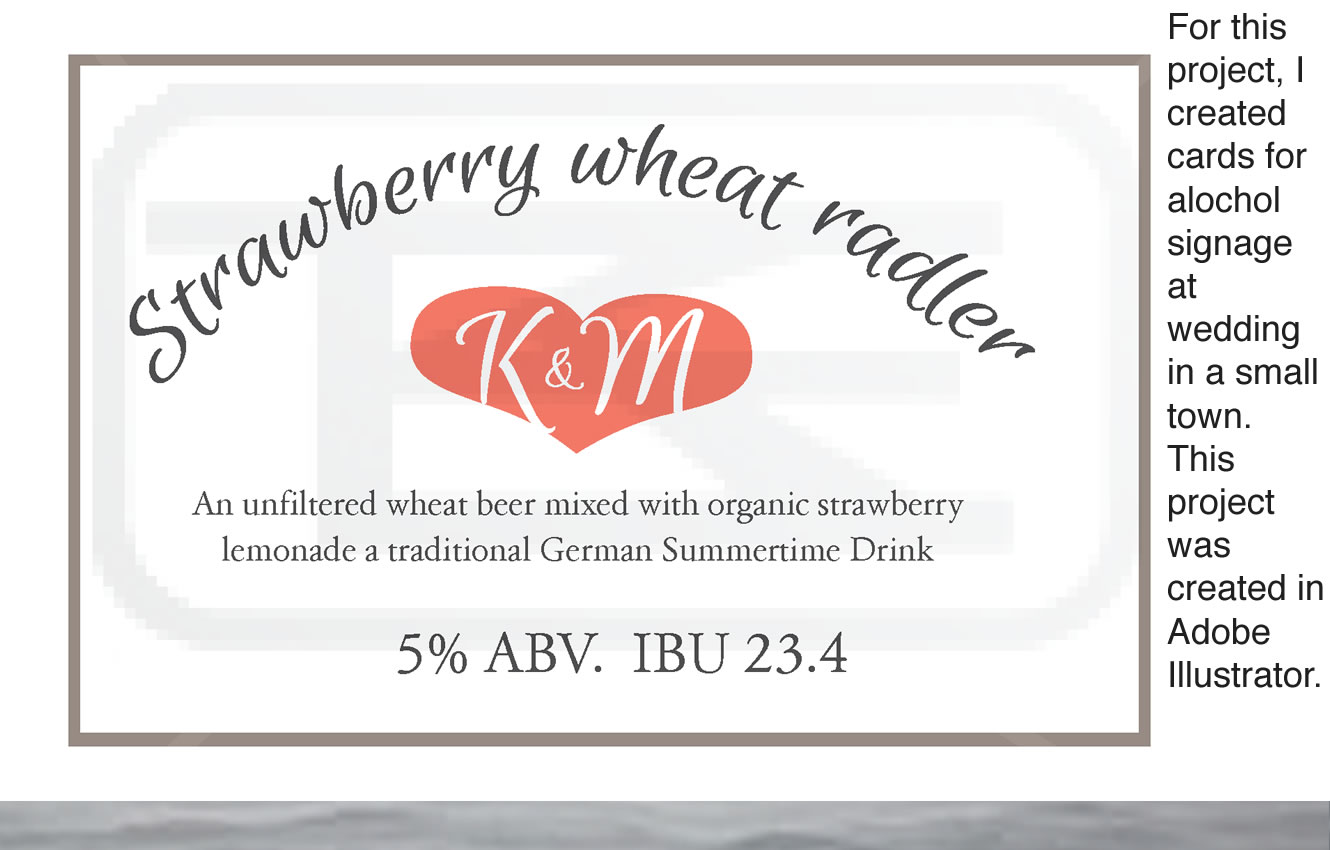 Strawberry wheat radler
K & M
An unfiltered wheat beer mixed with organic strawberry
lemonade a traditional German Summertime Drink
5% ABV. IBU 23.4
For this
project, I
created
cards for
alochol
signage
at
wedding
in a small
town.
This
project
was
created in
Adobe
Illustrator.